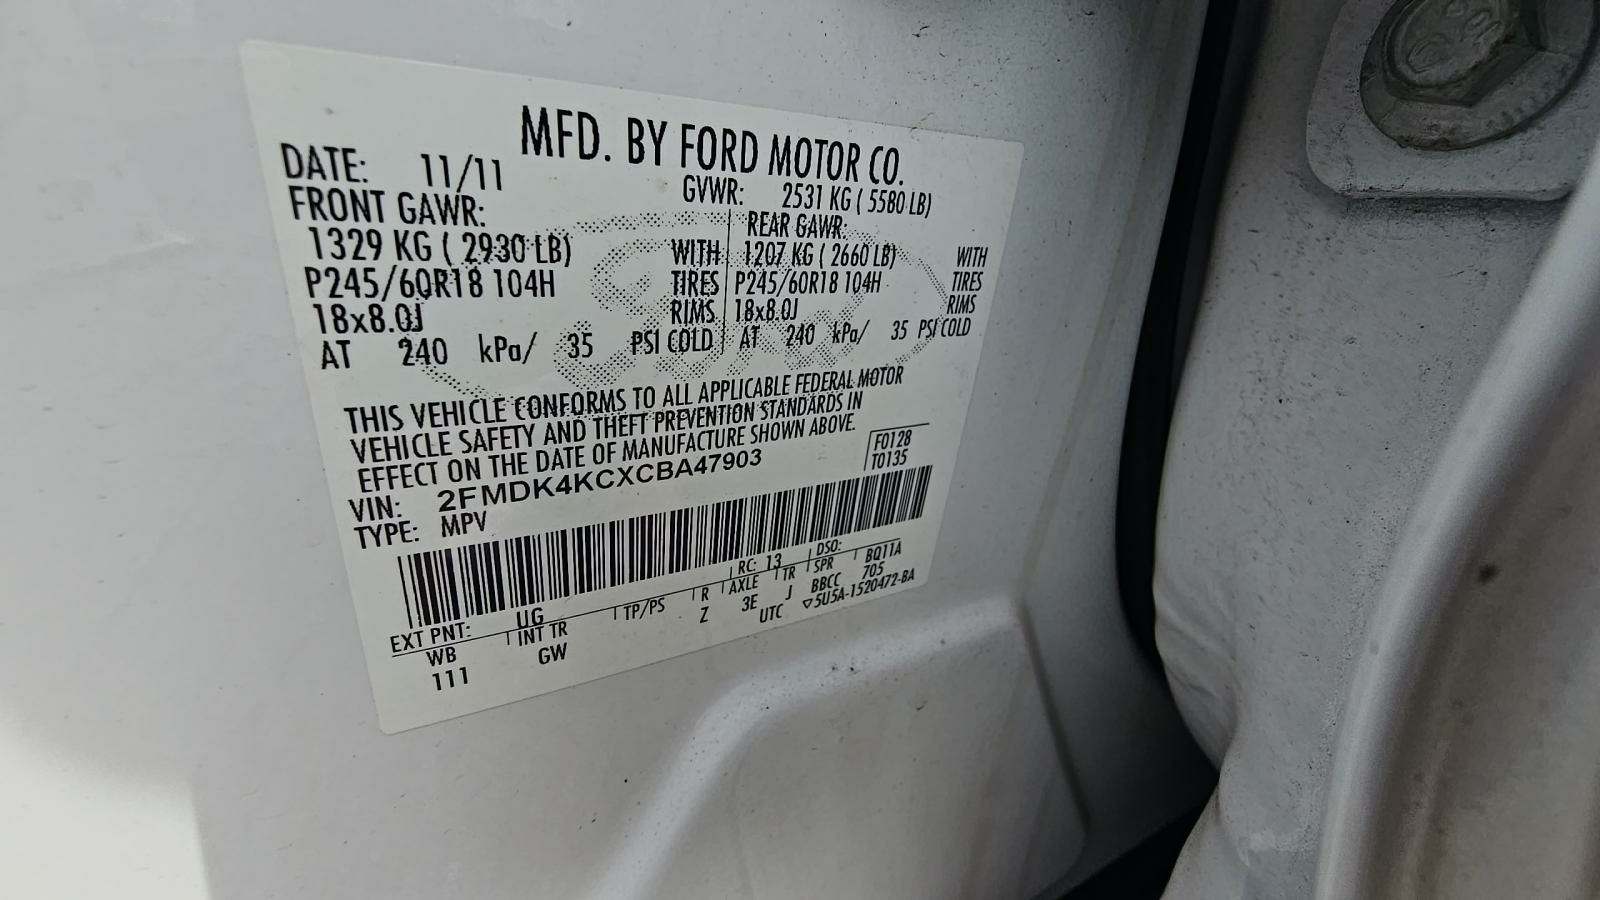 MFD. BY FORD MOTOR CO.
DATE: 11/11 GVWR: 2531 KG ( 5580 LB)
FRONT GAWR: REAR GAWR:
1329 KG ( 2930 LB) WITH 1207 KG ( 2660 LB) WITH
P245/60R18 104H TIRES P245/60R18 104H TIRES
18x8.0J RIMS 18x8.0J RIMS
AT 240 kPa/ 35 PSI COLD AT 240 kPa/ 35 PSI COLD
THIS VEHICLE CONFORMS TO ALL APPLICABLE FEDERAL MOTOR
VEHICLE SAFETY AND THEFT PREVENTION STANDARDS IN
EFFECT ON THE DATE OF MANUFACTURE SHOWN ABOVE.
F0128
T0135
VIN: 2FMDK4KCXCBA47903
TYPE: MPV
EXT PNT: UG RC: 13 DSO:
WB INT TR TP/PS R AXLE TR SPR BQ11A
111 GW Z 3E J BBCC 705
UTC ▽5U5A-1520472-BA